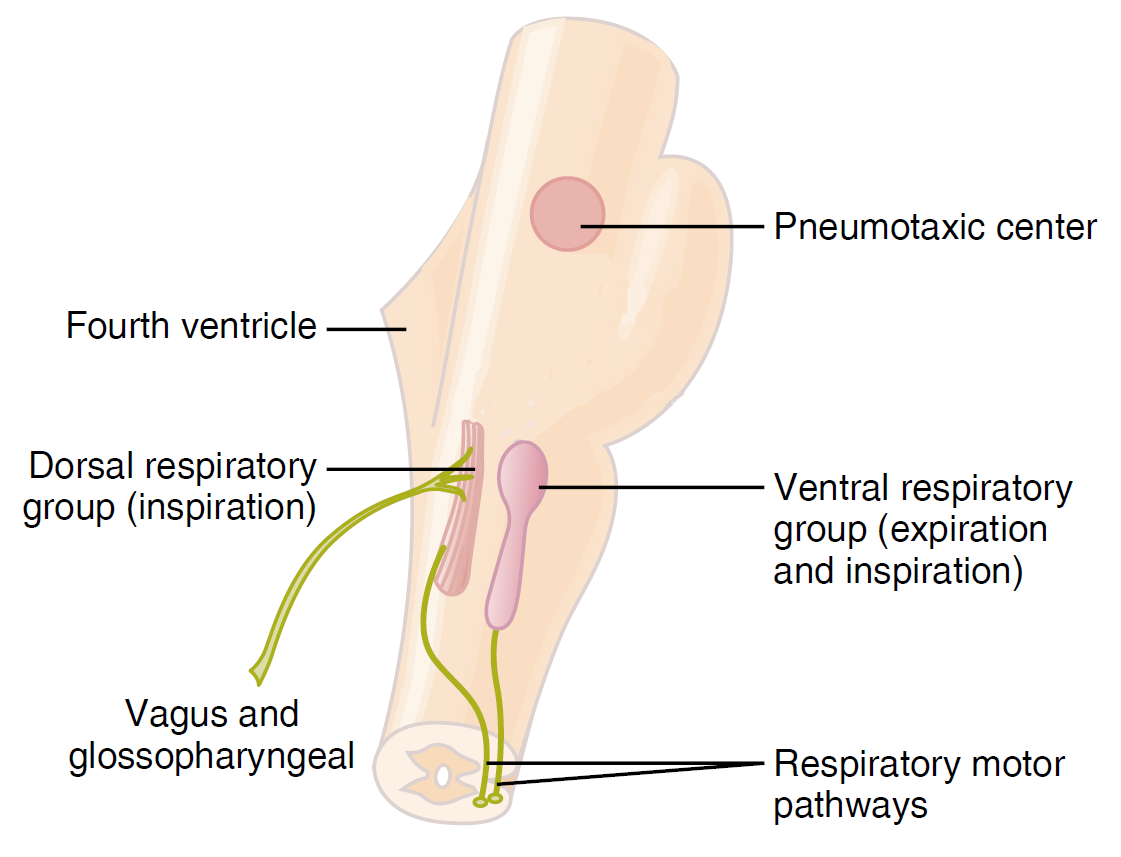 Pneumotaxic center
Fourth ventricle
Dorsal respiratory
group (inspiration)
Ventral respiratory
group (expiration
and inspiration)
Vagus and
glossopharyngeal
Respiratory motor
pathways